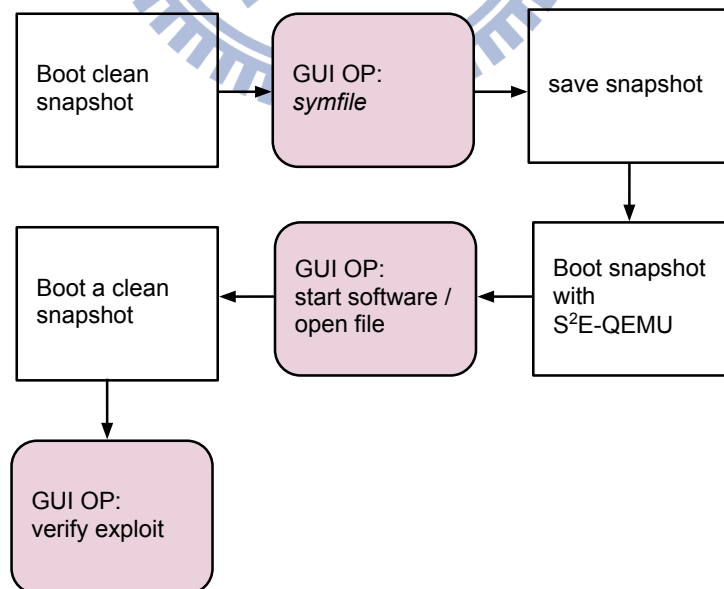 Boot clean
snapshot
GUI OP:
symfile
save snapshot
Boot snapshot
with
S²E-QEMU
GUI OP:
start software /
open file
Boot a clean
snapshot
GUI OP:
verify exploit